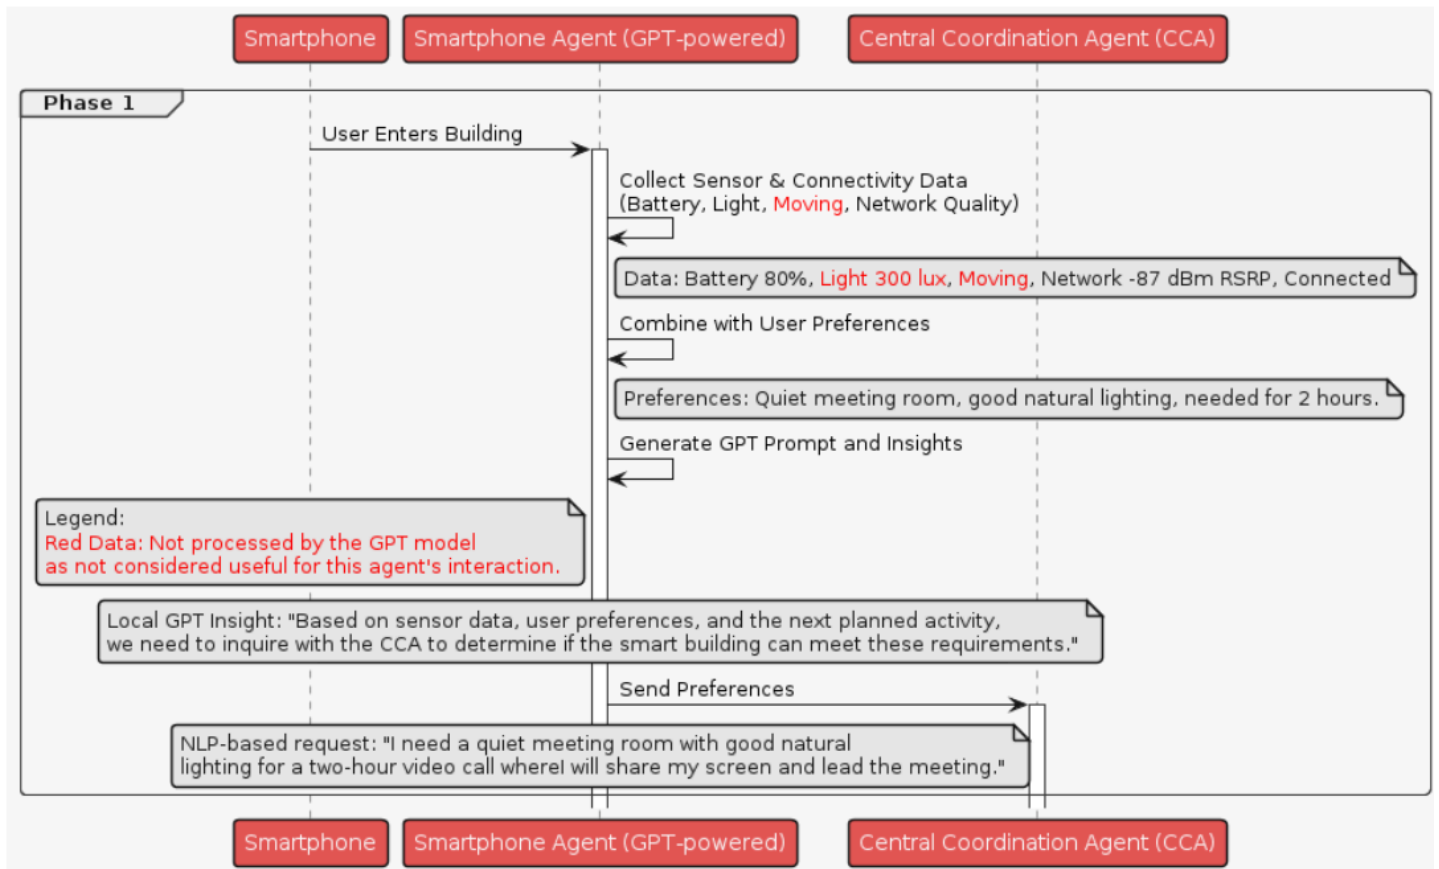 Smartphone
Smartphone Agent (GPT-powered)
Central Coordination Agent (CCA)
Phase 1
User Enters Building
Collect Sensor & Connectivity Data
(Battery, Light, Moving, Network Quality)
Data: Battery 80%, Light 300 lux, Moving, Network -87 dBm RSRP, Connected
Combine with User Preferences
Preferences: Quiet meeting room, good natural lighting, needed for 2 hours.
Generate GPT Prompt and Insights
Legend:
Red Data: Not processed by the GPT model
as not considered useful for this agent's interaction.
Local GPT Insight: "Based on sensor data, user preferences, and the next planned activity,
we need to inquire with the CCA to determine if the smart building can meet these requirements."
Send Preferences
NLP-based request: "I need a quiet meeting room with good natural
lighting for a two-hour video call whereI will share my screen and lead the meeting."
Smartphone
Smartphone Agent (GPT-powered)
Central Coordination Agent (CCA)